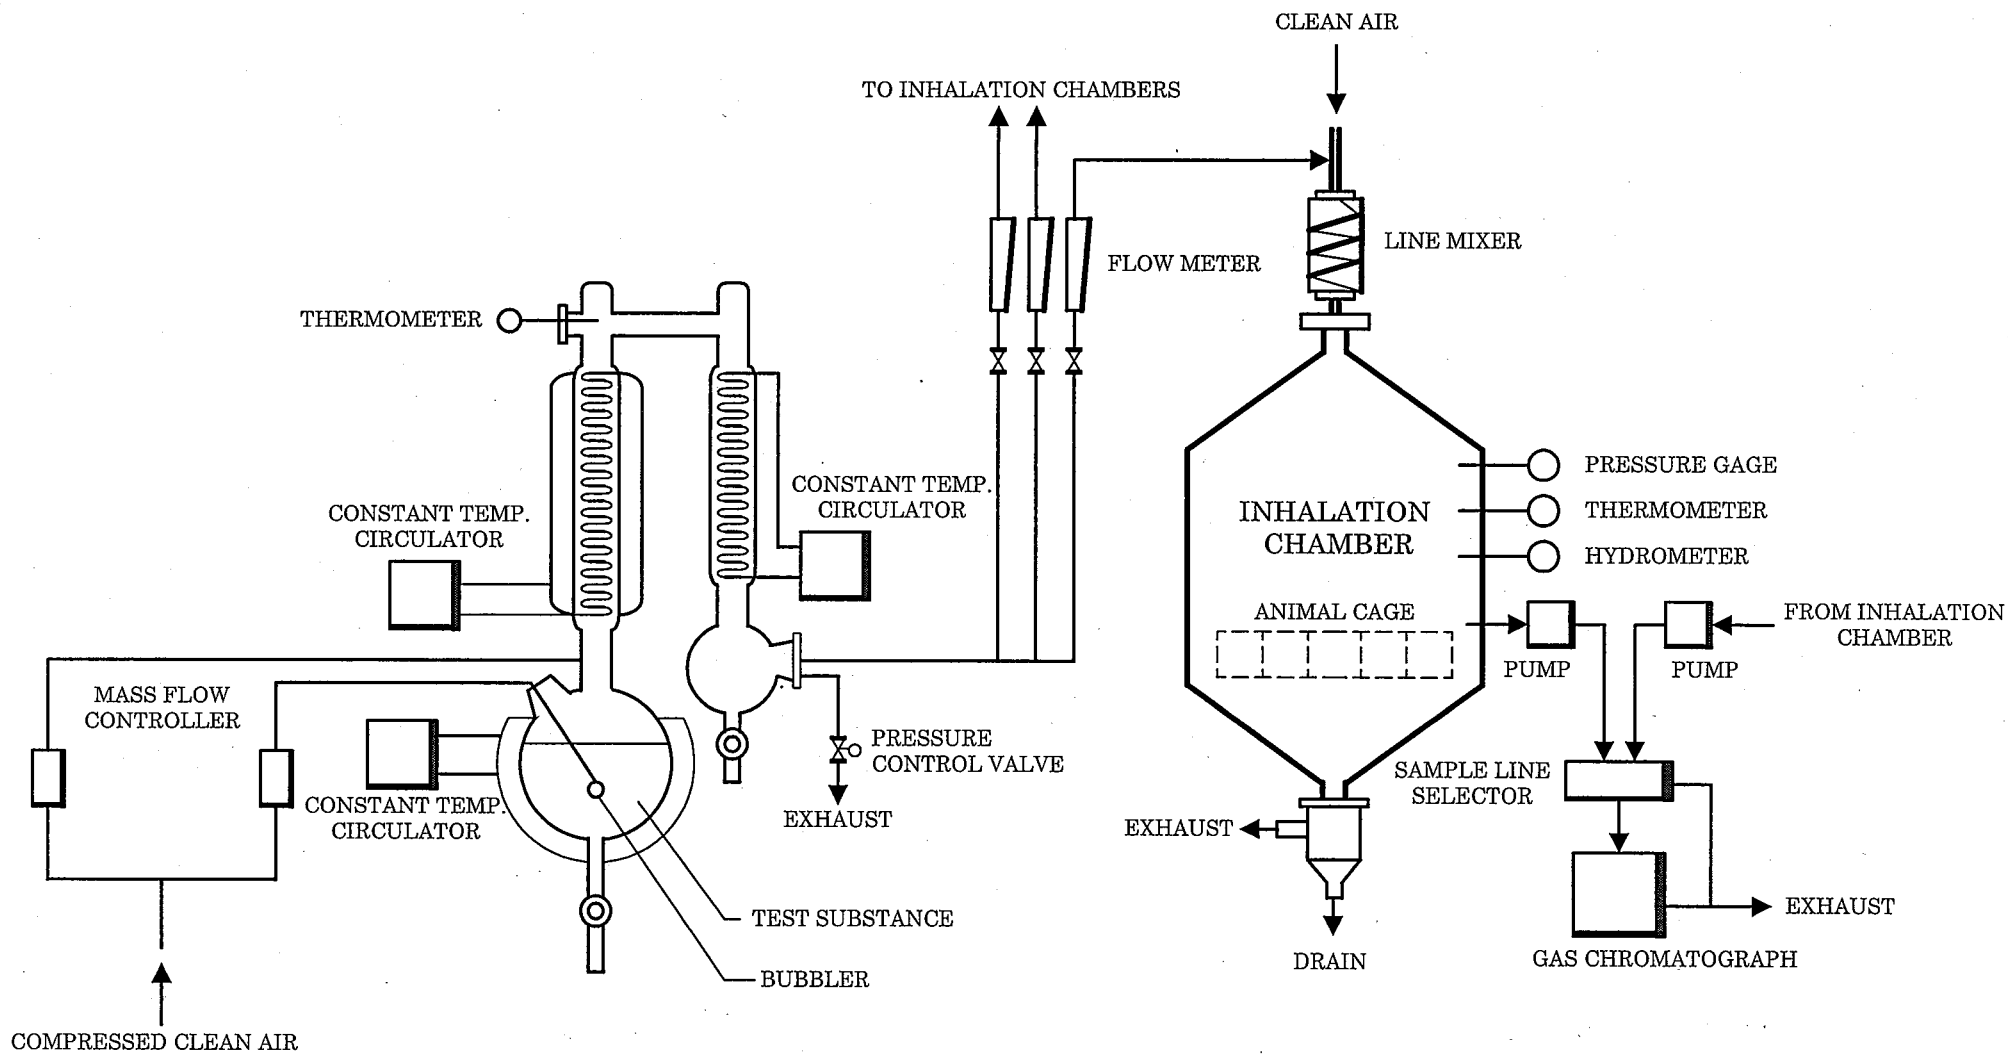 CLEAN AIR
TO INHALATION CHAMBERS
LINE MIXER
FLOW METER
THERMOMETER
PRESSURE GAGE
CONSTANT TEMP.
CIRCULATOR
CONSTANT TEMP.
CIRCULATOR
INHALATION
CHAMBER
THERMOMETER
HYDROMETER
ANIMAL CAGE
FROM INHALATION
CHAMBER
PUMP
PUMP
MASS FLOW
CONTROLLER
PRESSURE
CONTROL VALVE
SAMPLE LINE
SELECTOR
CONSTANT TEMP.
CIRCULATOR
EXHAUST
EXHAUST
TEST SUBSTANCE
EXHAUST
DRAIN
GAS CHROMATOGRAPH
BUBBLER
COMPRESSED CLEAN AIR